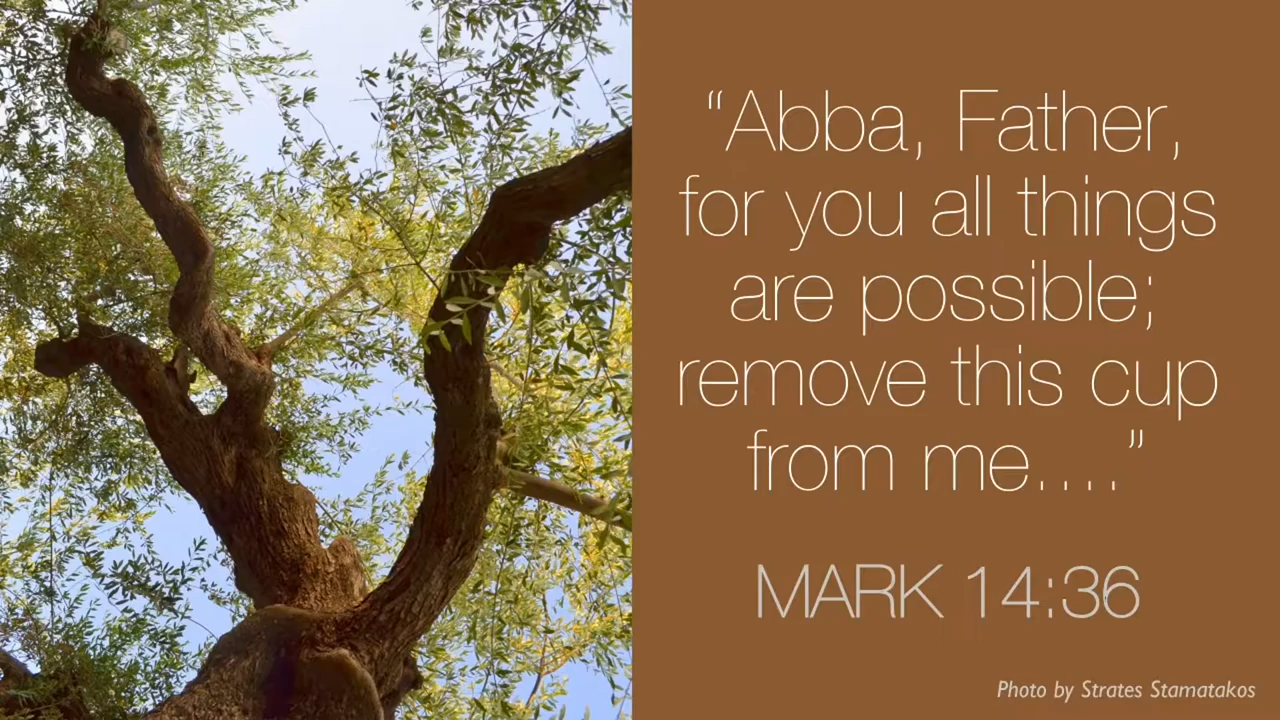 “Abba, Father,
for you all things
are possible;
remove this cup
from me....”
MARK 14:36
Photo by Strates Stamatakos